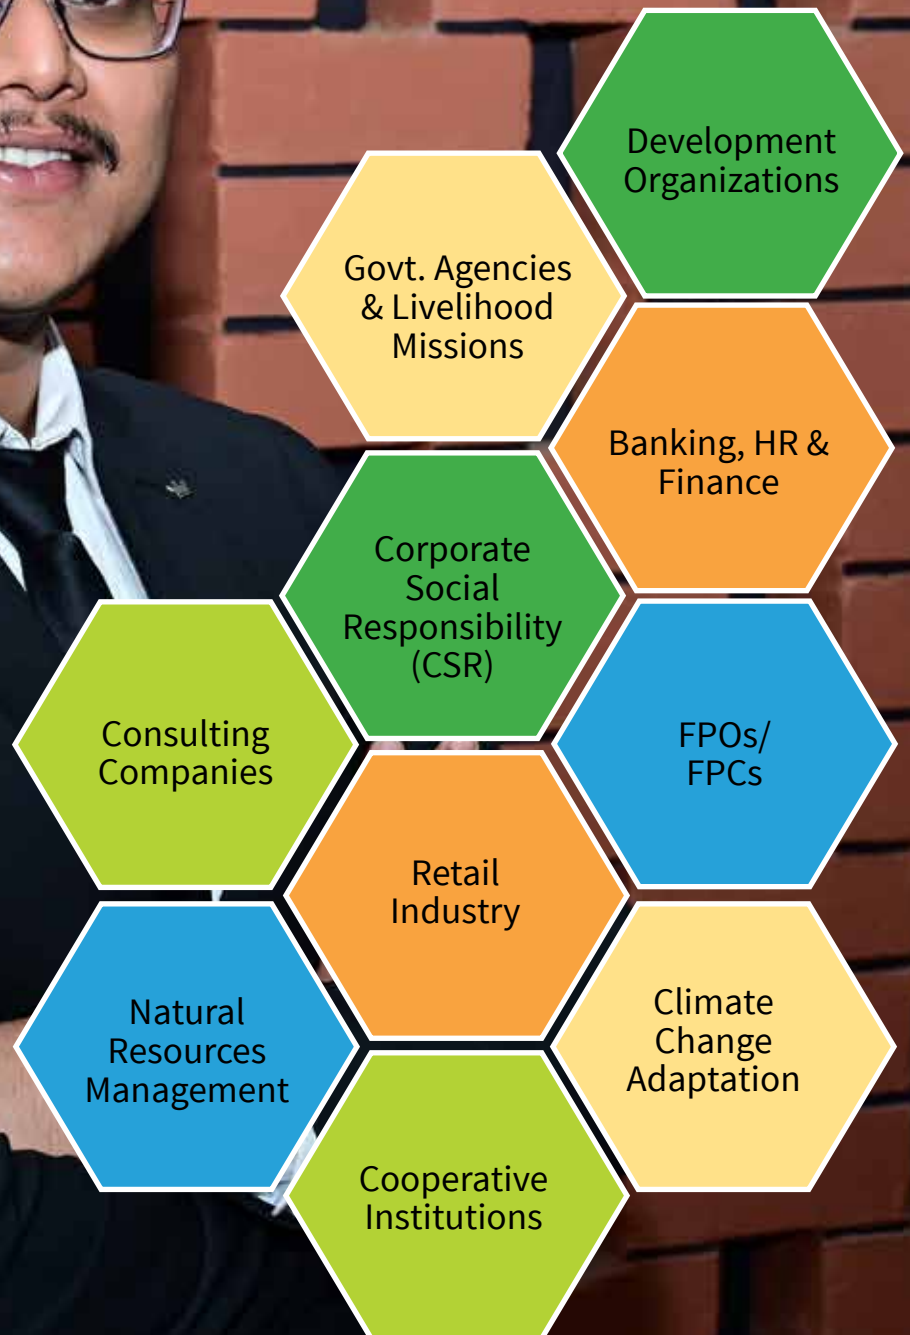 Development
Organizations
Govt. Agencies
& Livelihood
Missions
Banking, HR &
Finance
Corporate
Social
Responsibility
(CSR)
Consulting
Companies
FPOs/
FPCs
Retail
Industry
Natural
Resources
Management
Climate
Change
Adaptation
Cooperative
Institutions